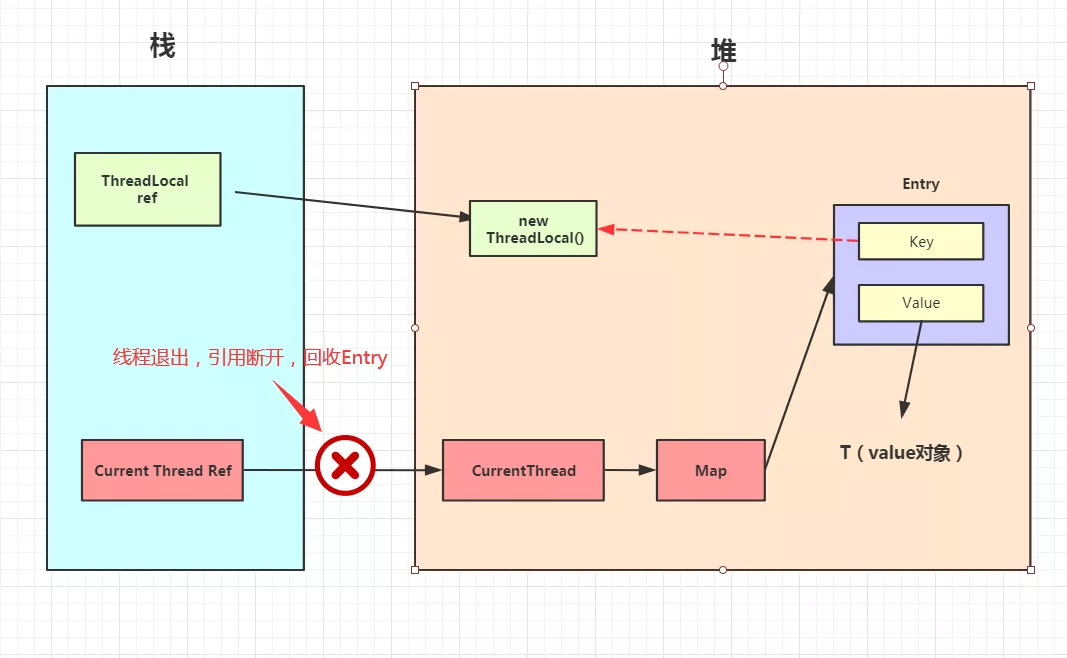 栈
堆
ThreadLocal
ref
new
ThreadLocal()
Entry
Key
Value
线程退出，引用断开，回收Entry
T（value对象）
Current Thread Ref
CurrentThread
Map